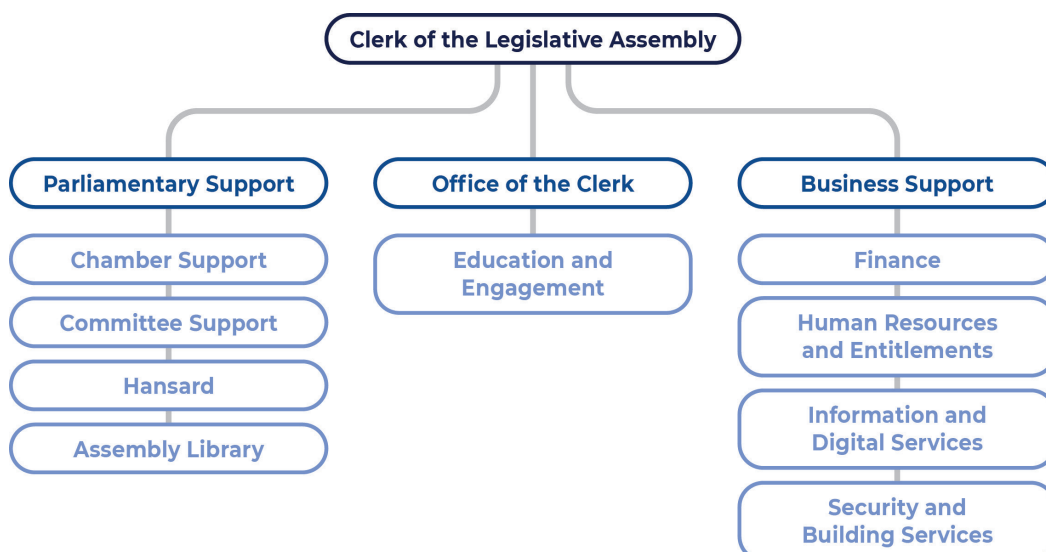 Clerk of the Legislative Assembly
Parliamentary Support
Chamber Support
Committee Support
Hansard
Assembly Library
Office of the Clerk
Education and
Engagement
Business Support
Finance
Human Resources
and Entitlements
Information and
Digital Services
Security and
Building Services